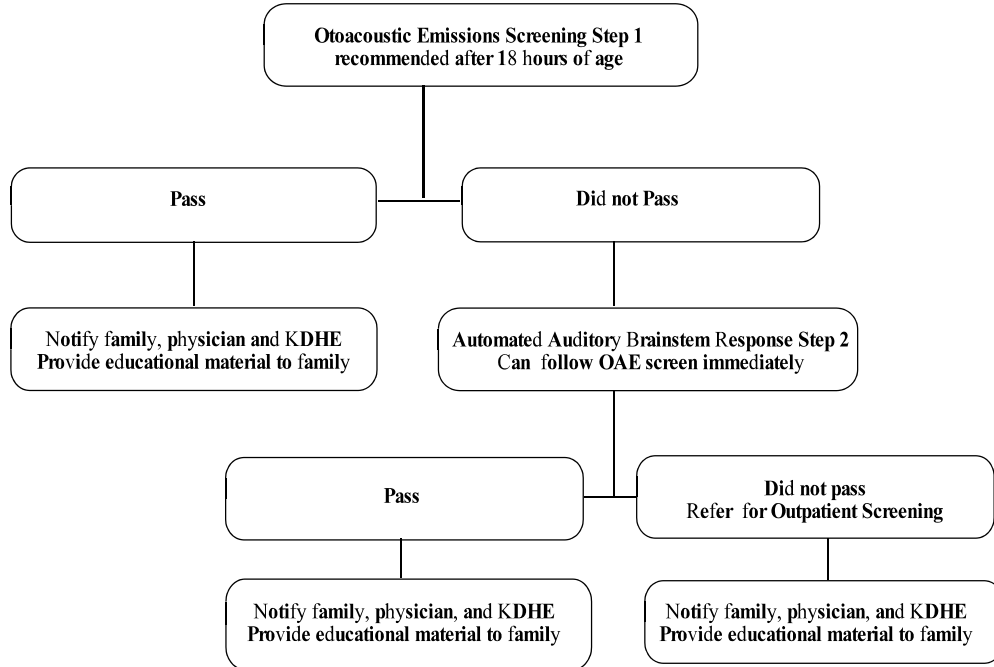 Otoacoustic Emissions Screening Step 1
recommended after 18 hours of age
Pass
Did not Pass
Notify family, physician and KDHE
Provide educational material to family
Automated Auditory Brainstem Response Step 2
Can follow OAE screen immediately
Pass
Did not pass
Refer for Outpatient Screening
Notify family, physician, and KDHE
Provide educational material to family
Notify family, physician, and KDHE
Provide educational material to family